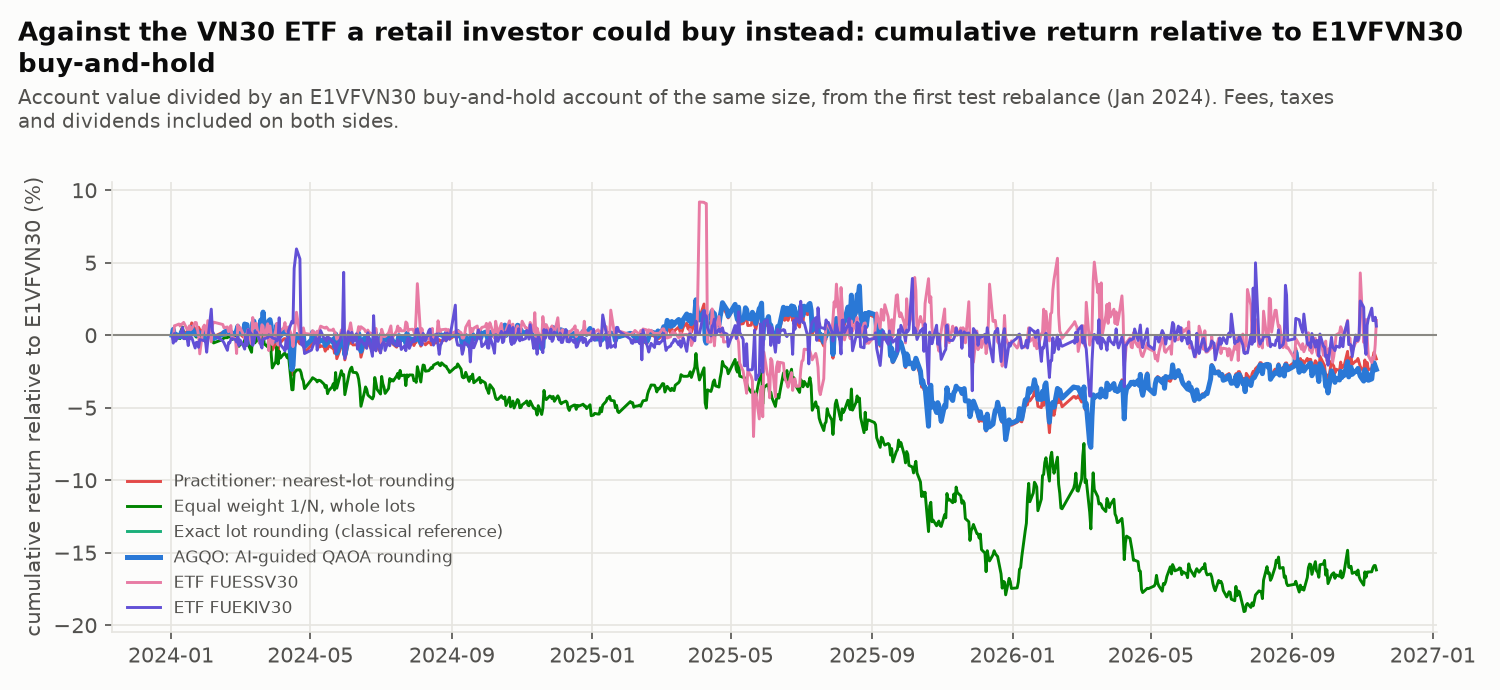 Against the VN30 ETF a retail investor could buy instead: cumulative return relative to E1VFVN30
buy-and-hold
Account value divided by an E1VFVN30 buy-and-hold account of the same size, from the first test rebalance (Jan 2024). Fees, taxes
and dividends included on both sides.
cumulative return relative to E1VFVN30 (%)
10
5
0
−5
−10
−15
−20
Practitioner: nearest-lot rounding
Equal weight 1/N, whole lots
Exact lot rounding (classical reference)
AGQO: AI-guided QAOA rounding
ETF FUESSV30
ETF FUEKIV30
2024-01
2024-05
2024-09
2025-01
2025-05
2025-09
2026-01
2026-05
2026-09
2027-01